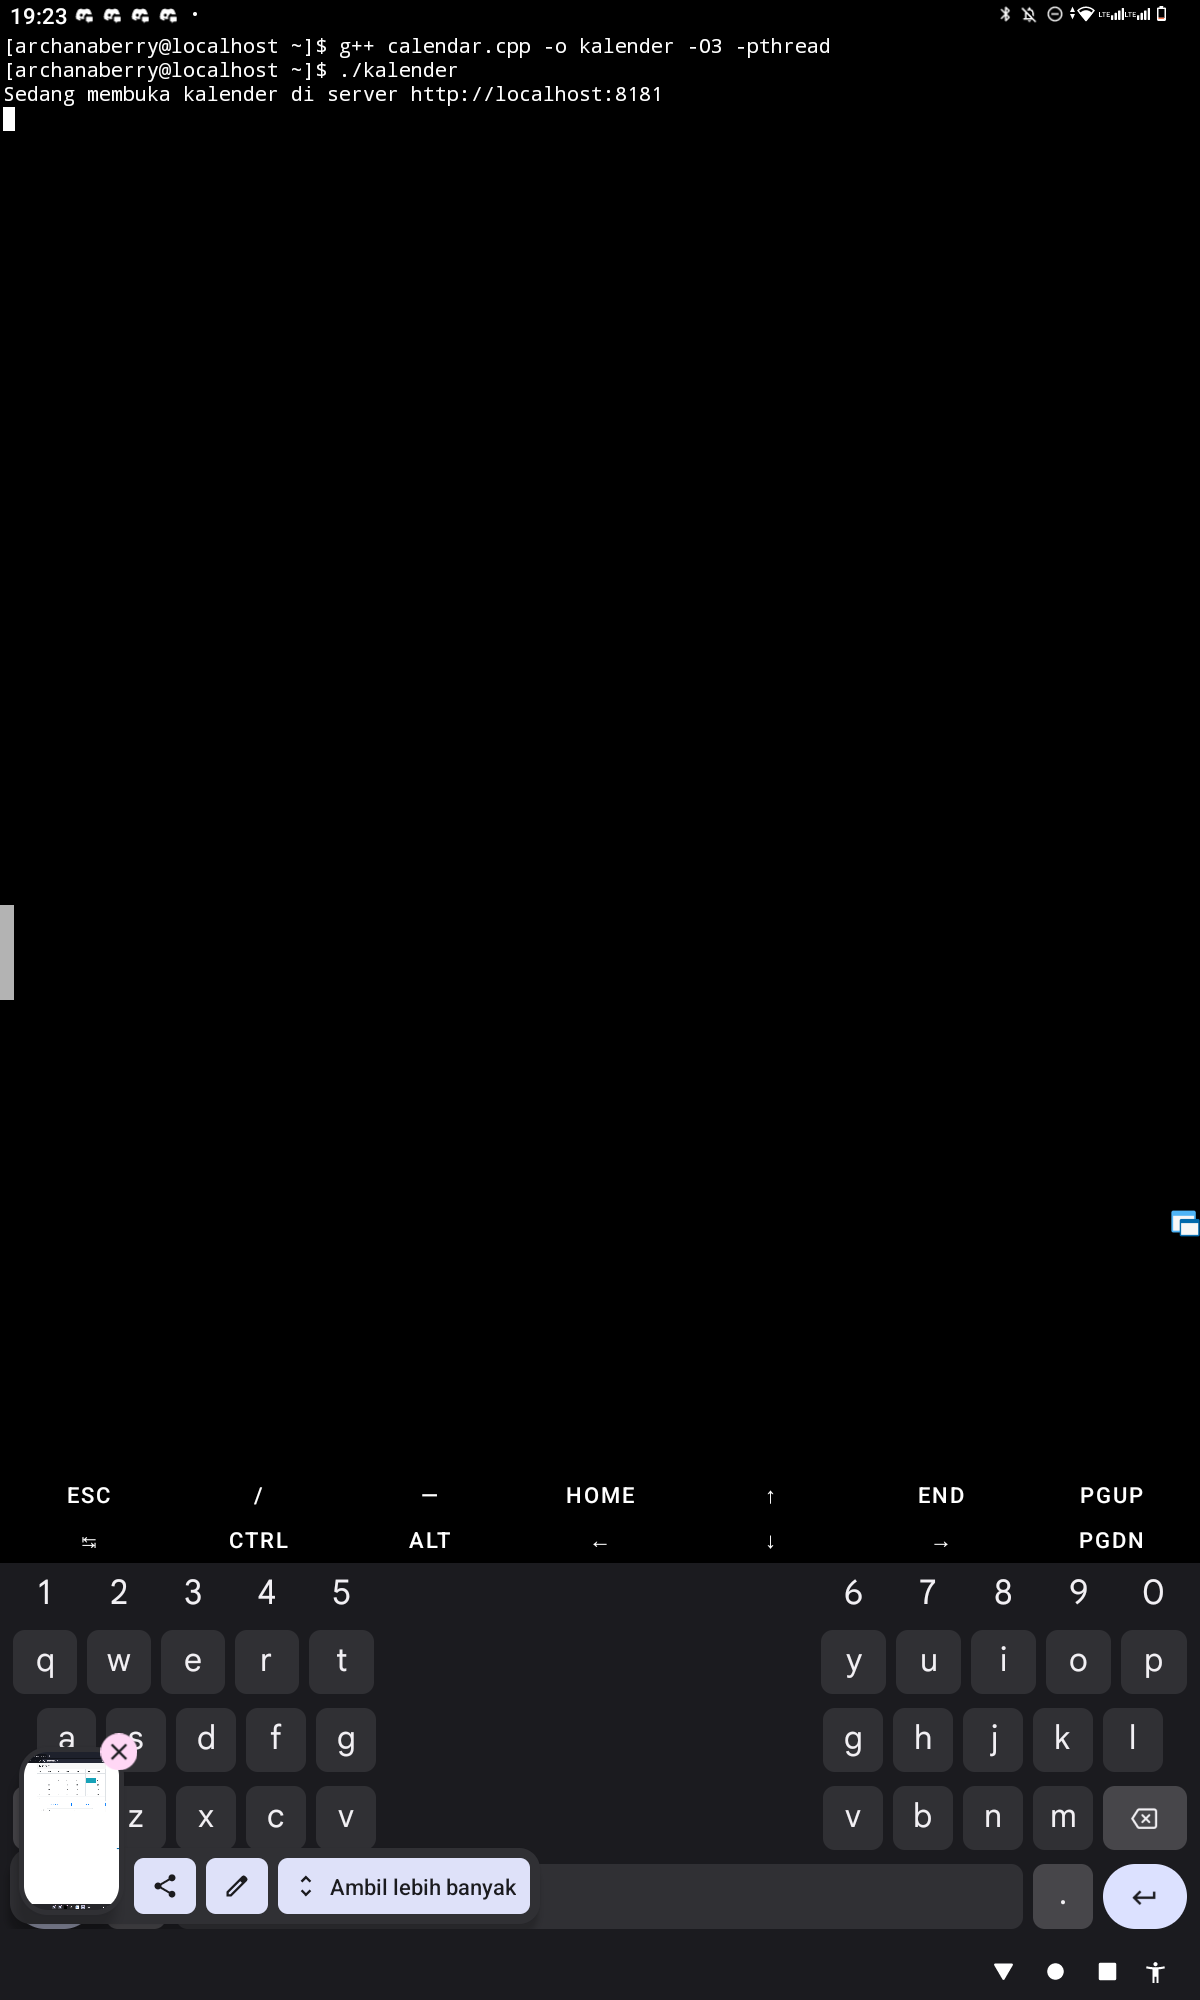 19:23
LTE LTE
[archanaberry@localhost ~]$ g++ calendar.cpp -o kalender -O3 -pthread
[archanaberry@localhost ~]$ ./kalender
Sedang membuka kalender di server http://localhost:8181
ESC / — HOME ↑ END PGUP
↹ CTRL ALT ← ↓ → PGDN
1 2 3 4 5 6 7 8 9 0
q w e r t y u i o p
a s d f g g h j k l
z x c v v b n m
Ambil lebih banyak .